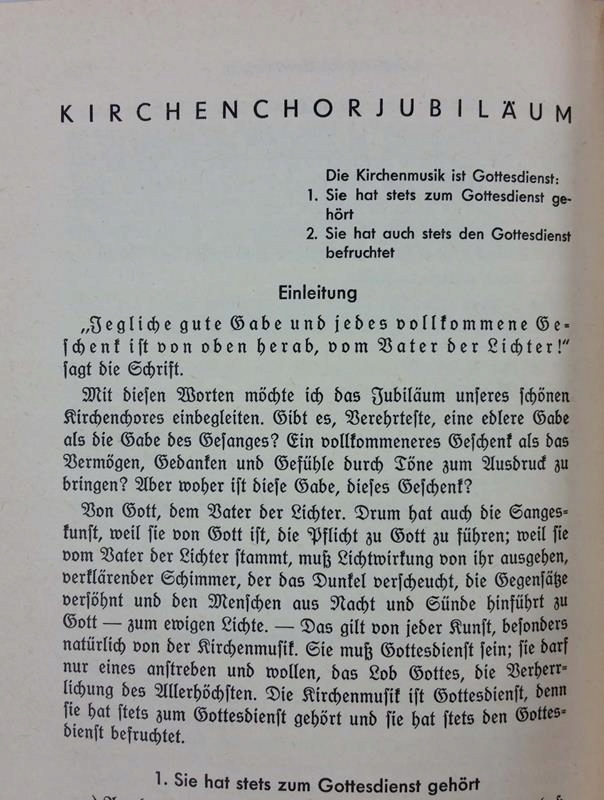 KIRCHENCHORJUBILÄUM
Die Kirchenmusik ist Gottesdienst:
1. Sie hat stets zum Gottesdienst ge-
hört
2. Sie hat auch stets den Gottesdienst
befruchtet
Einleitung
„Jegliche gute Gabe und jedes vollkommene Ge-
schenk ist von oben herab, vom Vater der Lichter!“
sagt die Schrift.
Mit diesen Worten möchte ich das Jubiläum unseres schönen
Kirchenchores einbegleiten. Gibt es, Verehrteste, eine edlere Gabe
als die Gabe des Gesanges? Ein vollkommeneres Geschenk als das
Vermögen, Gedanken und Gefühle durch Töne zum Ausdruck zu
bringen? Aber woher ist diese Gabe, dieses Geschenk?
Von Gott, dem Vater der Lichter. Drum hat auch die Sanges-
kunst, weil sie von Gott ist, die Pflicht zu Gott zu führen; weil sie
vom Vater der Lichter stammt, muß Lichtwirkung von ihr ausgehen,
verklärender Schimmer, der das Dunkel verscheucht, die Gegensätze
versöhnt und den Menschen aus Nacht und Sünde hinführt zu
Gott — zum ewigen Lichte. — Das gilt von jeder Kunst, besonders
natürlich von der Kirchenmusik. Sie muß Gottesdienst sein; sie darf
nur eines anstreben und wollen, das Lob Gottes, die Verherr-
lichung des Allerhöchsten. Die Kirchenmusik ist Gottesdienst, denn
sie hat stets zum Gottesdienst gehört und sie hat stets den Gottes-
dienst befruchtet.
1. Sie hat stets zum Gottesdienst gehört